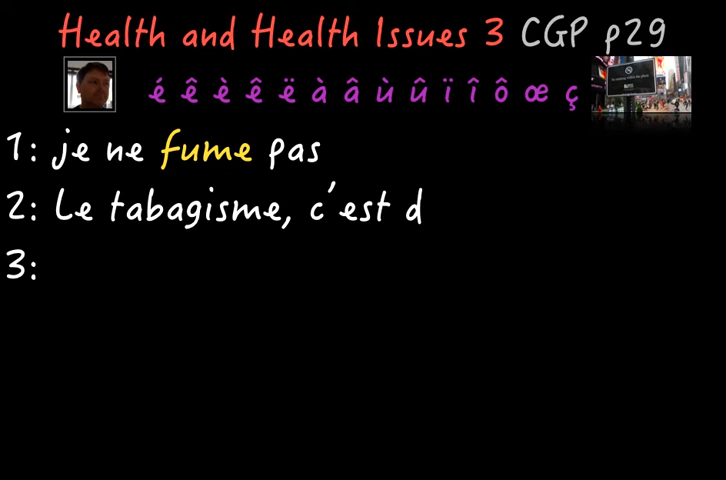 Health and Health Issues 3 CGP p29
é ê è ê ë à â ù û ï î ô œ ç
1: je ne fume pas
2: Le tabagisme, c'est d
3: